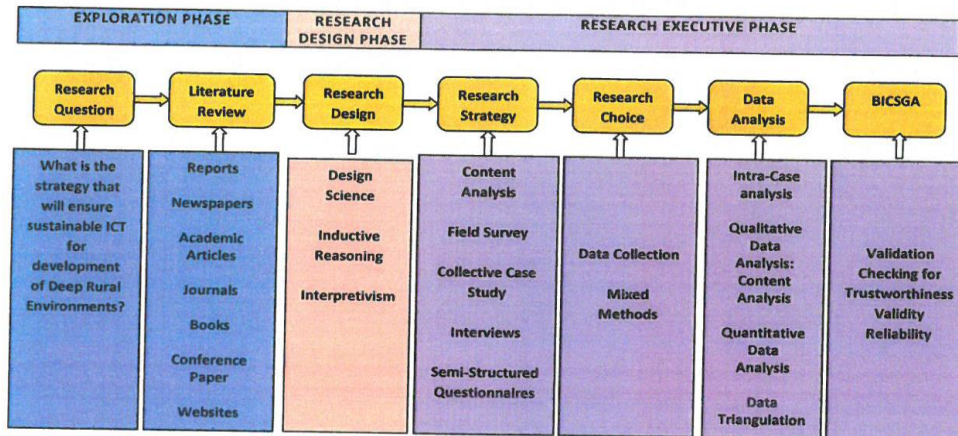 EXPLORATION PHASE
RESEARCH
DESIGN PHASE
RESEARCH EXECUTIVE PHASE
Research
Question
Literature
Review
Research
Design
Research
Strategy
Research
Choice
Data
Analysis
BICSGA
What is the
strategy that
will ensure
sustainable ICT
for
development
of Deep Rural
Environments?
Reports
Newspapers
Academic
Articles
Journals
Books
Conference
Paper
Websites
Design
Science
Inductive
Reasoning
Interpretivism
Content
Analysis
Field Survey
Collective Case
Study
Interviews
Semi-Structured
Questionnaires
Data Collection
Mixed
Methods
Intra-Case
analysis
Qualitative
Data
Analysis:
Content
Analysis
Quantitative
Data
Analysis
Data
Triangulation
Validation
Checking for
Trustworthiness
Validity
Reliability